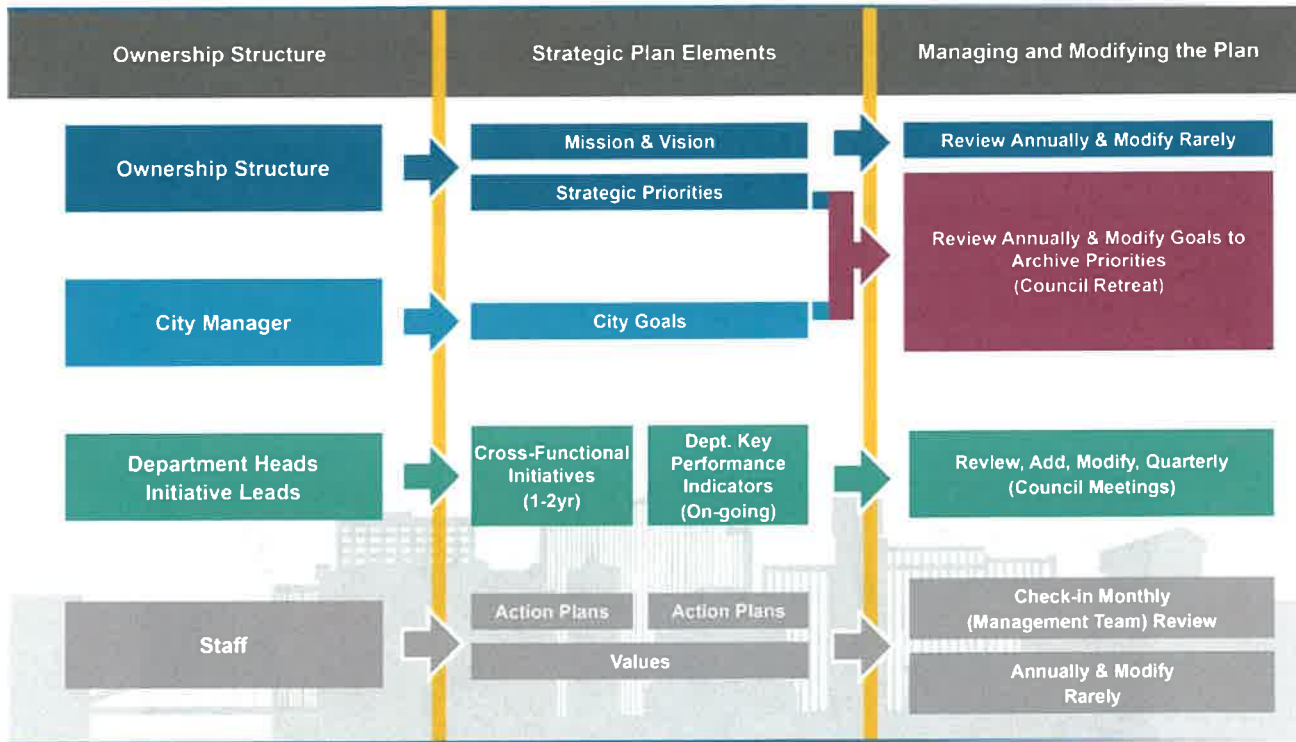 Ownership Structure
Strategic Plan Elements
Managing and Modifying the Plan
Ownership Structure
Mission & Vision
Strategic Priorities
Review Annually & Modify Rarely
Review Annually & Modify Goals to
Archive Priorities
(Council Retreat)
City Manager
City Goals
Department Heads
Initiative Leads
Cross-Functional
Initiatives
(1-2yr)
Dept. Key
Performance
Indicators
(On-going)
Review, Add, Modify, Quarterly
(Council Meetings)
Staff
Action Plans
Action Plans
Values
Check-in Monthly
(Management Team) Review
Annually & Modify
Rarely